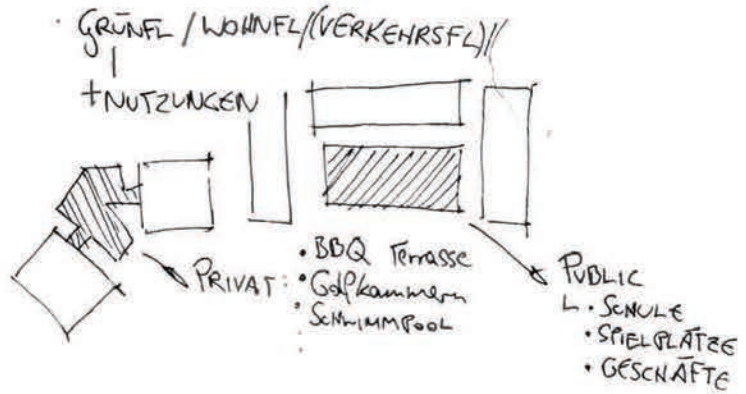 · GRÜNFL / WOHNFL / (VERKEHRSFL) //
+ NUTZUNGEN
PRIVAT:
· BBQ Terrasse
· Golfkammern
· SCHWIMMPOOL
PUBLIC
L · SCHULE
· SPIELPLÄTZE
· GESCHÄFTE